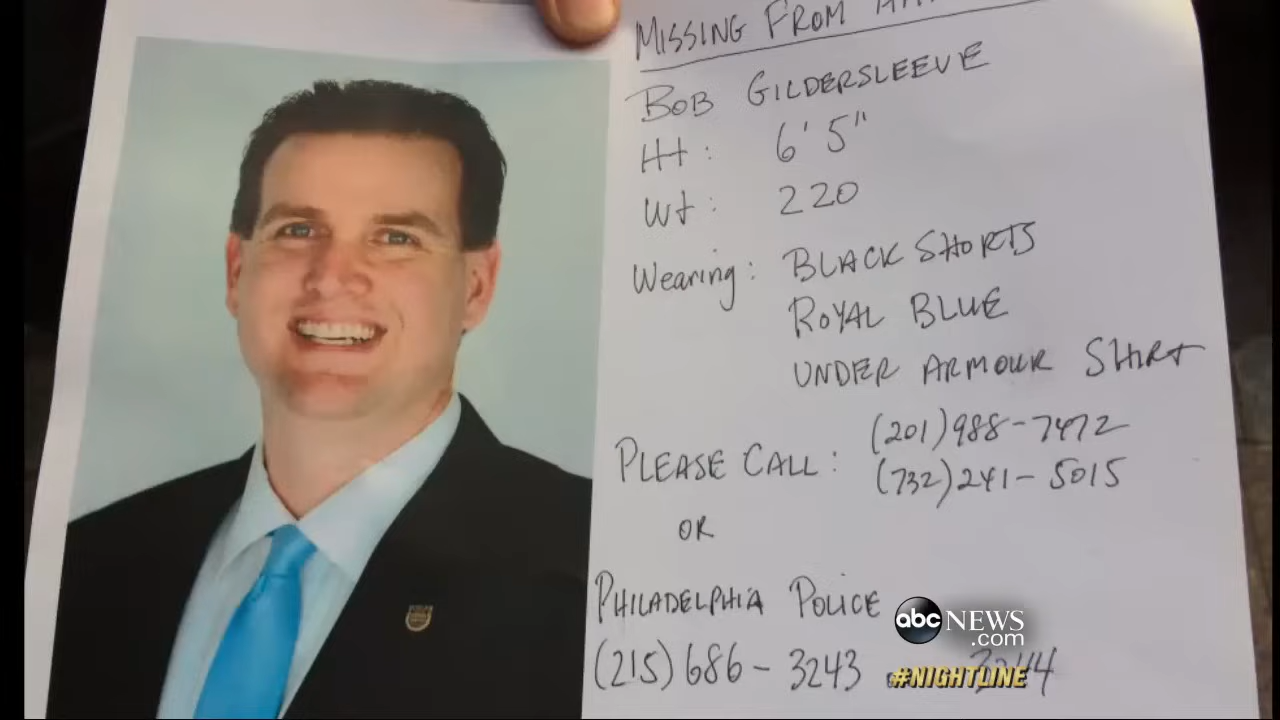 MISSING FROM
BOB GILDERSLEEVE
Ht: 6' 5"
Wt: 220
Wearing: BLACK SHORTS
ROYAL BLUE
UNDER ARMOUR SHIRT
PLEASE CALL: (201) 988-7472
(732) 241-5015
OR
PHILADELPHIA POLICE
(215) 686-3243 3244
abc NEWS
.com
#NIGHTLINE